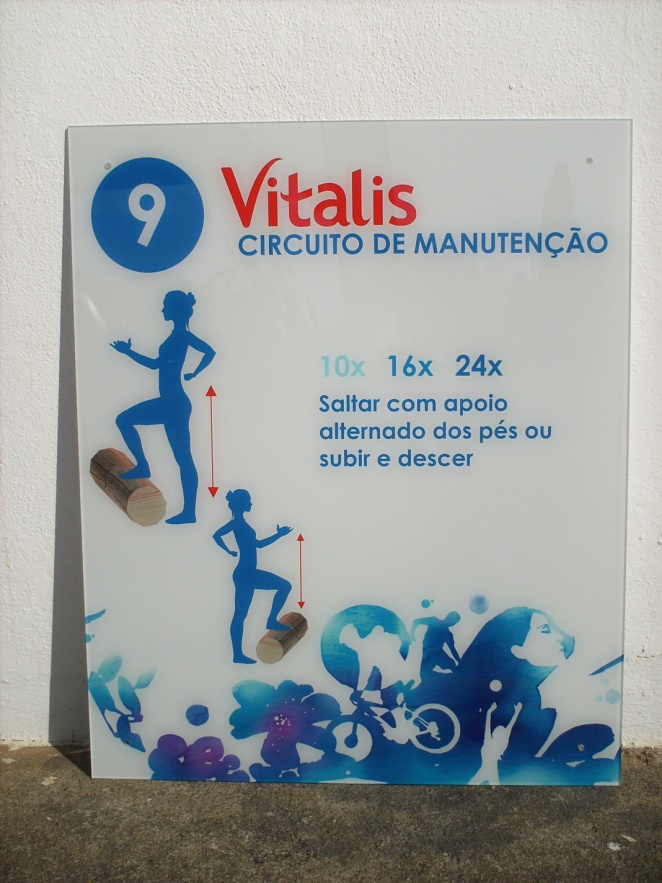 9
Vitalis
CIRCUITO DE MANUTENÇÃO
10x 16x 24x
Saltar com apoio
alternado dos pés ou
subir e descer